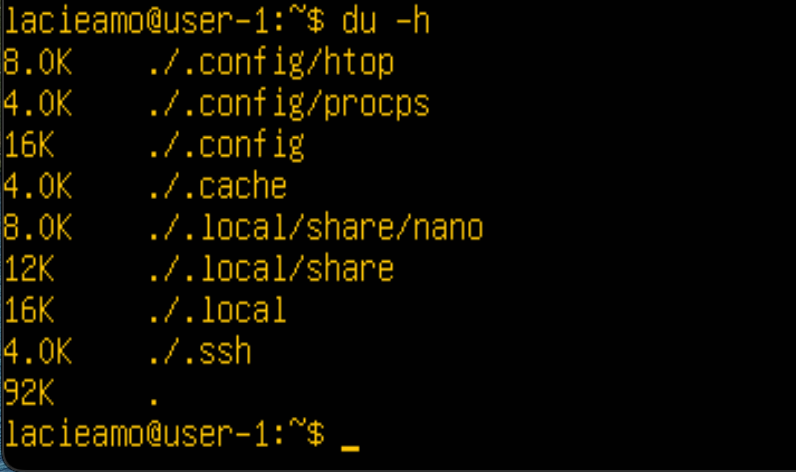 lacieamo@user-1:~$ du -h
8.0K    ./.config/htop
4.0K    ./.config/procps
16K     ./.config
4.0K    ./.cache
8.0K    ./.local/share/nano
12K     ./.local/share
16K     ./.local
4.0K    ./.ssh
92K     .
lacieamo@user-1:~$ _